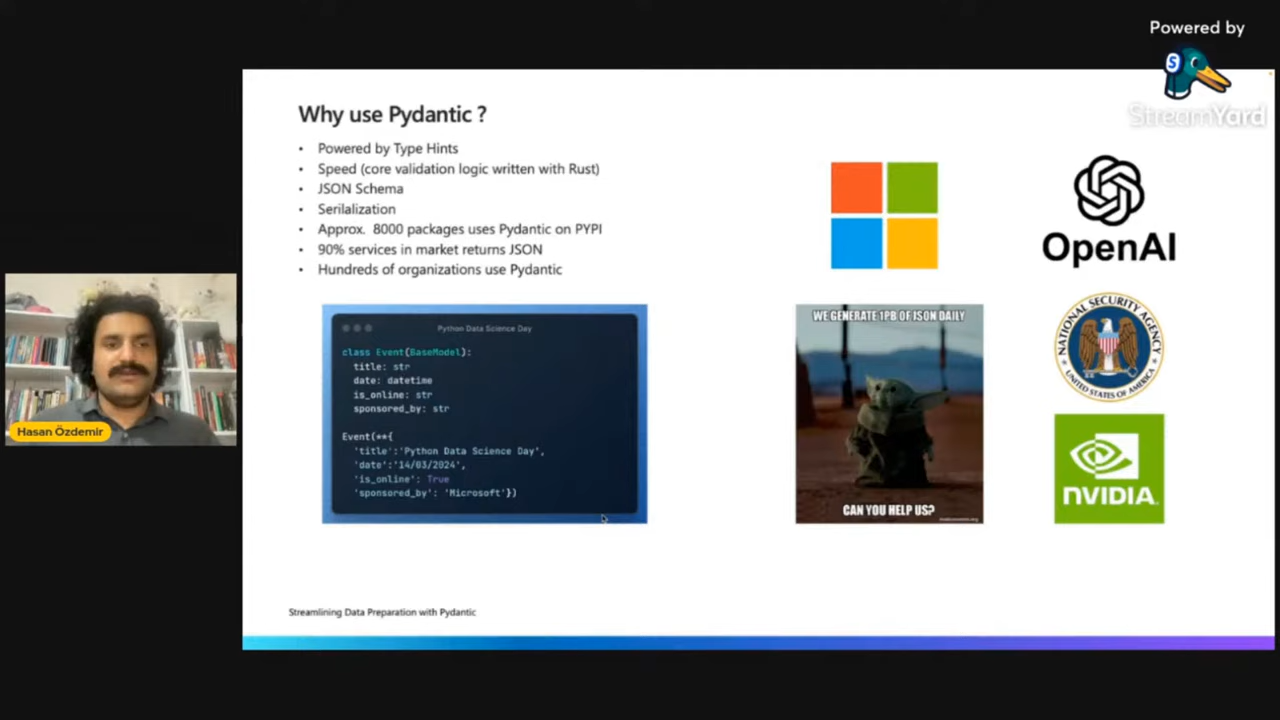 Powered by
S
StreamYard
Why use Pydantic ?
• Powered by Type Hints
• Speed (core validation logic written with Rust)
• JSON Schema
• Serilalization
• Approx. 8000 packages uses Pydantic on PYPI
• 90% services in market returns JSON
• Hundreds of organizations use Pydantic
OpenAI
Python Data Science Day
class Event(BaseModel):
title: str
date: datetime
is_online: str
sponsored_by: str
Event(**{
'title':'Python Data Science Day',
'date':'14/03/2024',
'is_online': True
'sponsored_by': 'Microsoft'})
WE GENERATE 1PB OF JSON DAILY
CAN YOU HELP US?
NATIONAL SECURITY AGENCY
UNITED STATES OF AMERICA
NVIDIA.
Hasan Özdemir
Streamlining Data Preparation with Pydantic